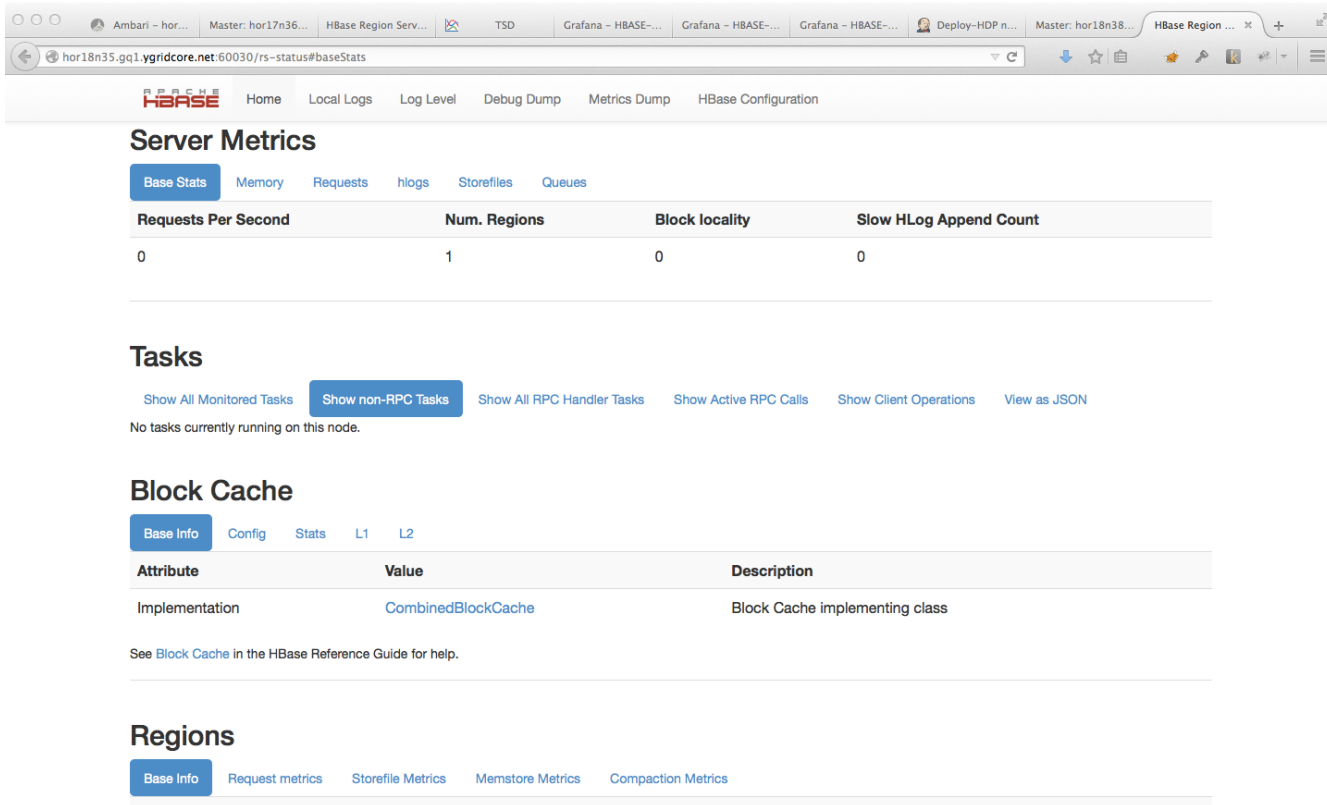 Ambari – hor... Master: hor17n36... HBase Region Serv... TSD Grafana – HBASE–... Grafana – HBASE–... Grafana – HBASE–... Deploy–HDP n... Master: hor18n38... HBase Region ...
hor18n35.gq1.ygridcore.net:60030/rs-status#baseStats
APACHE HBASE Home Local Logs Log Level Debug Dump Metrics Dump HBase Configuration
Server Metrics
Base Stats Memory Requests hlogs Storefiles Queues
Requests Per Second Num. Regions Block locality Slow HLog Append Count
0 1 0 0
Tasks
Show All Monitored Tasks Show non-RPC Tasks Show All RPC Handler Tasks Show Active RPC Calls Show Client Operations View as JSON
No tasks currently running on this node.
Block Cache
Base Info Config Stats L1 L2
Attribute Value Description
Implementation CombinedBlockCache Block Cache implementing class
See Block Cache in the HBase Reference Guide for help.
Regions
Base Info Request metrics Storefile Metrics Memstore Metrics Compaction Metrics